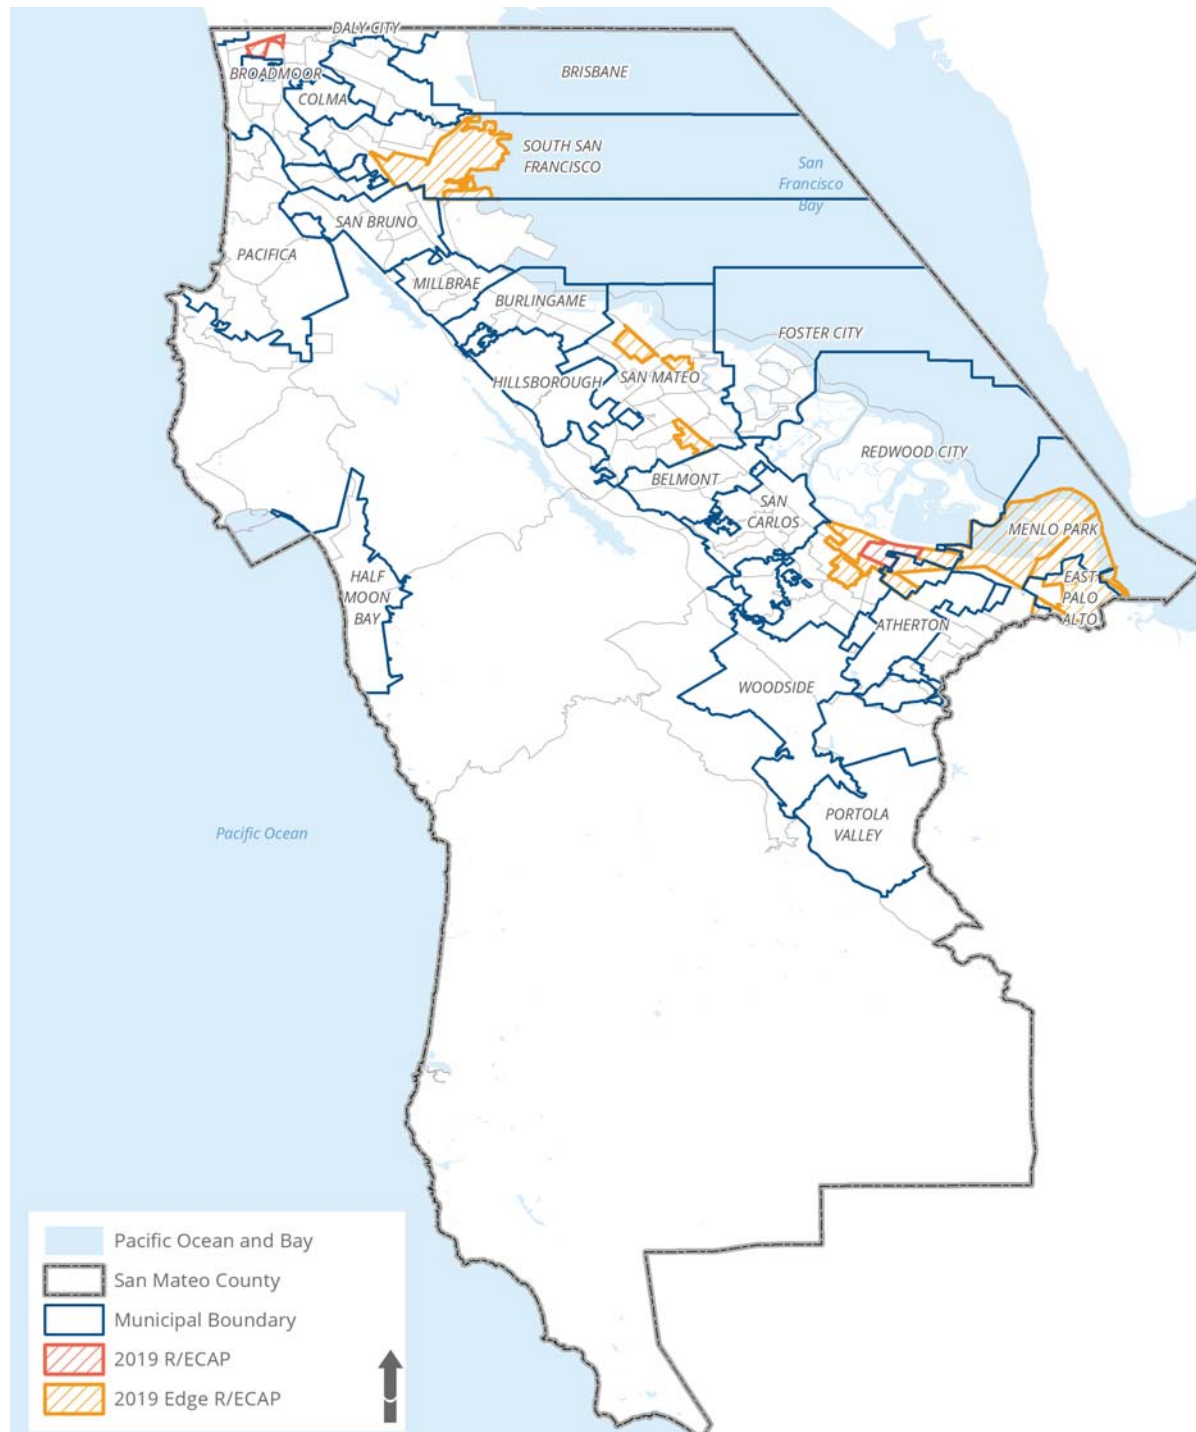 DALY CITY
BROADMOOR
BRISBANE
COLMA
SOUTH SAN
FRANCISCO
San
Francisco
Bay
SAN BRUNO
PACIFICA
MILLBRAE
BURLINGAME
FOSTER CITY
HILLSBOROUGH
SAN MATEO
REDWOOD CITY
BELMONT
SAN
CARLOS
MENLO PARK
HALF
MOON
BAY
EAST
PALO
ALTO
ATHERTON
WOODSIDE
PORTOLA
VALLEY
Pacific Ocean
Pacific Ocean and Bay
San Mateo County
Municipal Boundary
2019 R/ECAP
2019 Edge R/ECAP